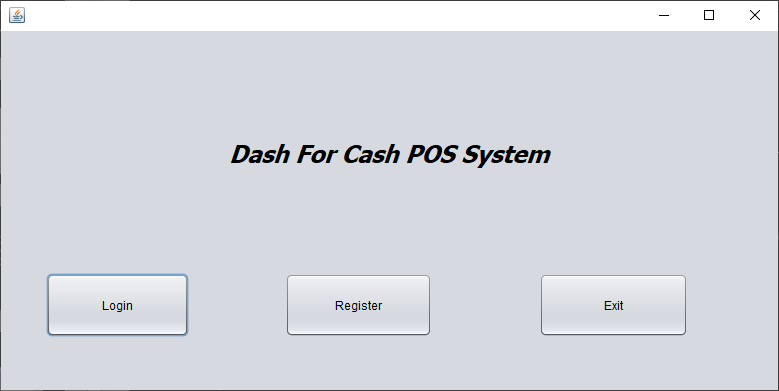 Dash For Cash POS System
Login
Register
Exit